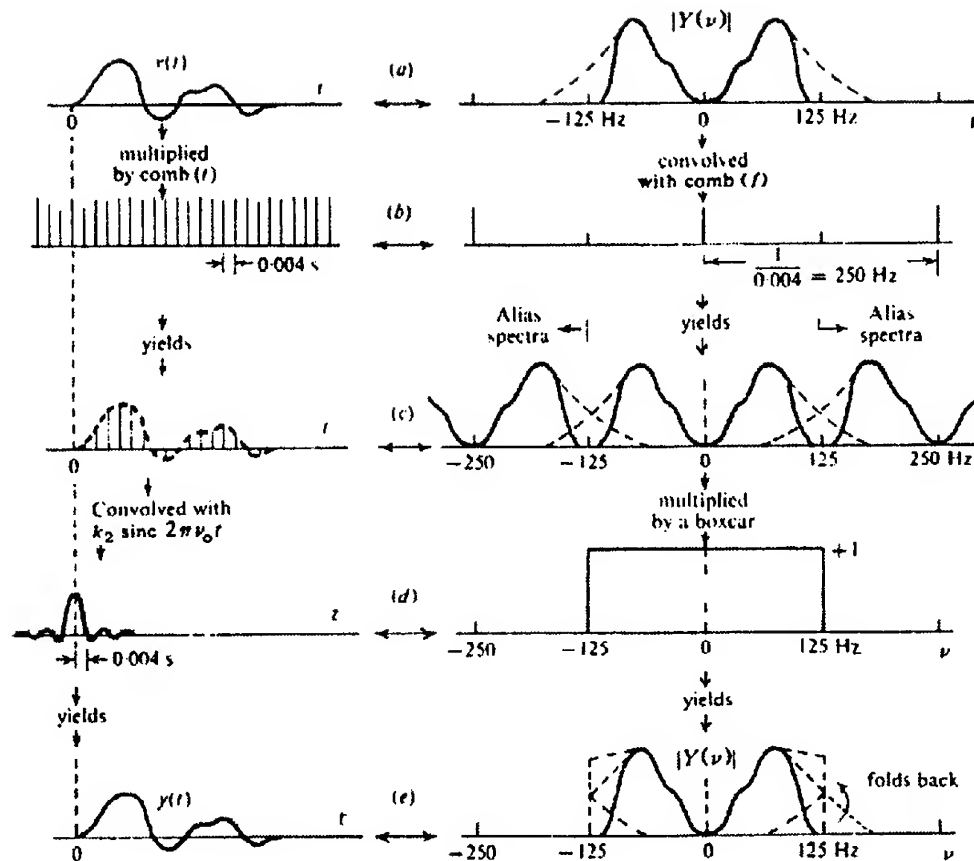 r(t)
t
(a)
|Y(ν)|
0
−125 Hz
0
125 Hz
multiplied
by comb (t)
convolved
with comb (f)
(b)
0·004 s
1
0·004 = 250 Hz
yields
Alias
spectra
yields
Alias
spectra
t
(c)
0
−250
−125
0
125
250 Hz
Convolved with
k₂ sinc 2πν₀t
multiplied
by a boxcar
+1
(d)
0·004 s
−250
−125
0
125 Hz
ν
yields
yields
y(t)
t
(e)
|Y(ν)|
folds back
0
−250
−125
0
125 Hz
ν